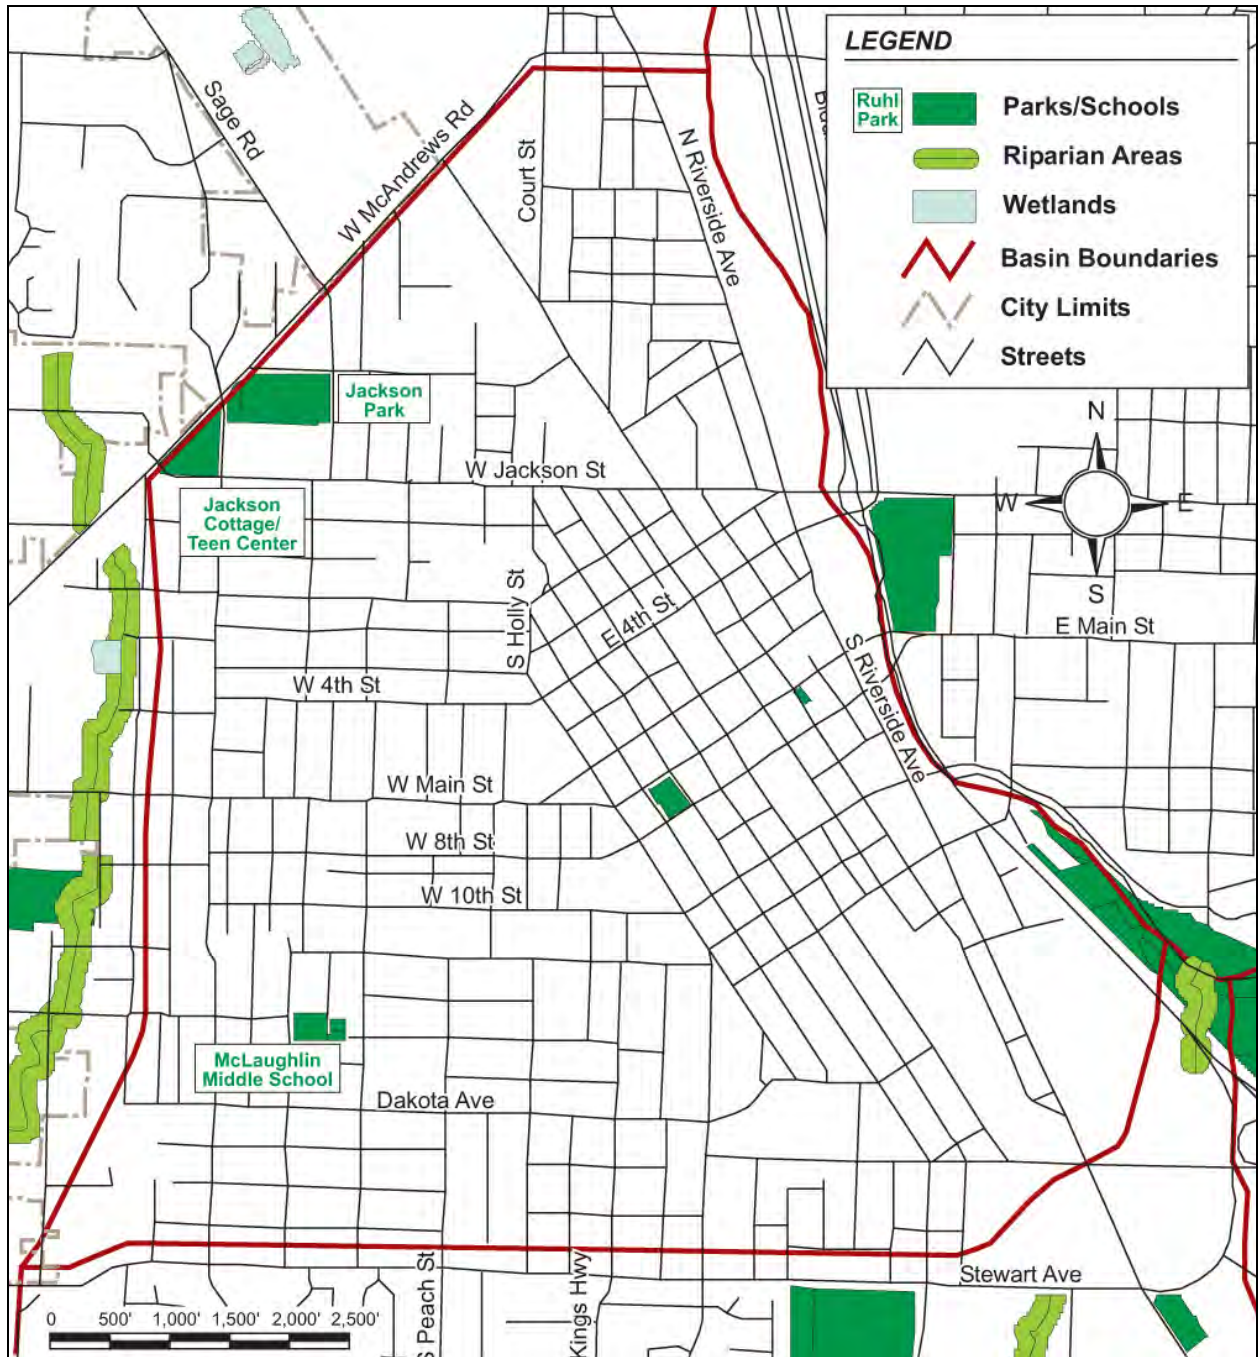 LEGEND
Ruhl
Park
Parks/Schools
Riparian Areas
Wetlands
Basin Boundaries
City Limits
Streets
Sage Rd
W McAndrews Rd
Court St
N Riverside Ave
Jackson
Park
N
W
E
S
W Jackson St
Jackson
Cottage/
Teen Center
S Holly St
E 4th St
E Main St
W 4th St
S Riverside Ave
W Main St
W 8th St
W 10th St
McLaughlin
Middle School
Dakota Ave
S Peach St
Kings Hwy
Stewart Ave
0 500' 1,000' 1,500' 2,000' 2,500'